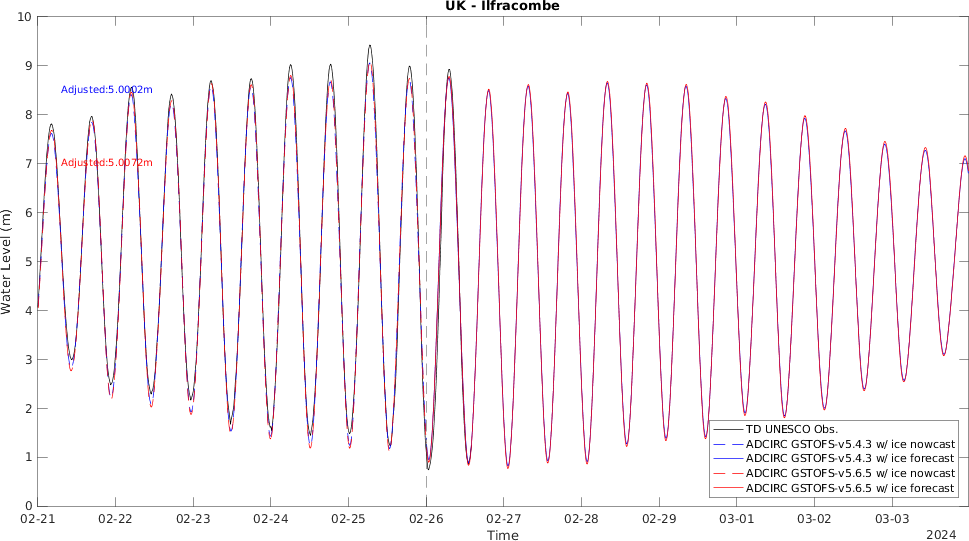 UK - Ilfracombe
10
9
8
7
6
5
4
3
2
1
0
Water Level (m)
Adjusted:5.0002m
Adjusted:5.0072m
TD UNESCO Obs.
ADCIRC GSTOFS-v5.4.3 w/ ice nowcast
ADCIRC GSTOFS-v5.4.3 w/ ice forecast
ADCIRC GSTOFS-v5.6.5 w/ ice nowcast
ADCIRC GSTOFS-v5.6.5 w/ ice forecast
02-21 02-22 02-23 02-24 02-25 02-26 02-27 02-28 02-29 03-01 03-02 03-03
Time
2024